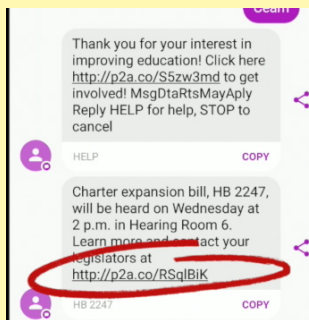 Thank you for your interest in
improving education! Click here
http://p2a.co/S5zw3md to get
involved! MsgDtaRtsMayAply
Reply HELP for help, STOP to
cancel
HELP COPY
Charter expansion bill, HB 2247,
will be heard on Wednesday at
2 p.m. in Hearing Room 6.
Learn more and contact your
legislators at
http://p2a.co/RSqlBiK
HB 2247 COPY